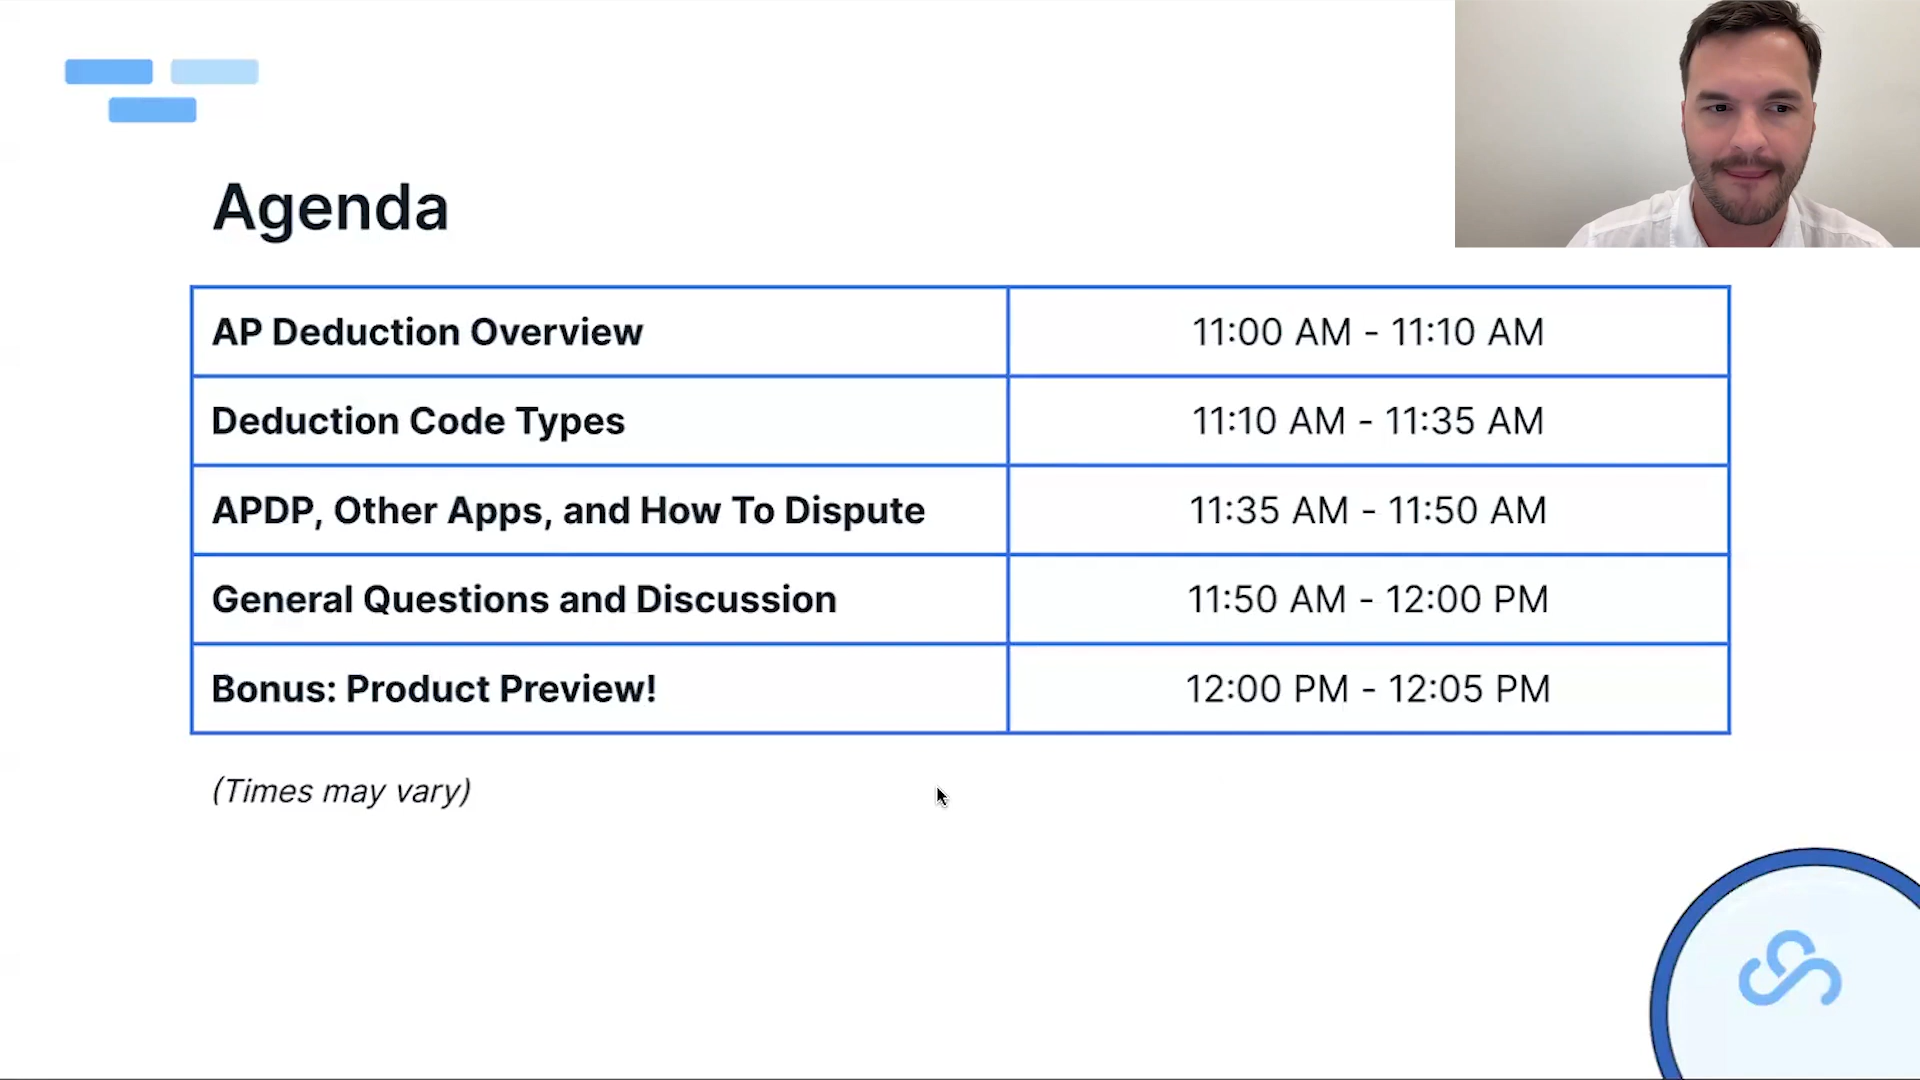 Agenda
AP Deduction Overview 11:00 AM - 11:10 AM
Deduction Code Types 11:10 AM - 11:35 AM
APDP, Other Apps, and How To Dispute 11:35 AM - 11:50 AM
General Questions and Discussion 11:50 AM - 12:00 PM
Bonus: Product Preview! 12:00 PM - 12:05 PM
(Times may vary)